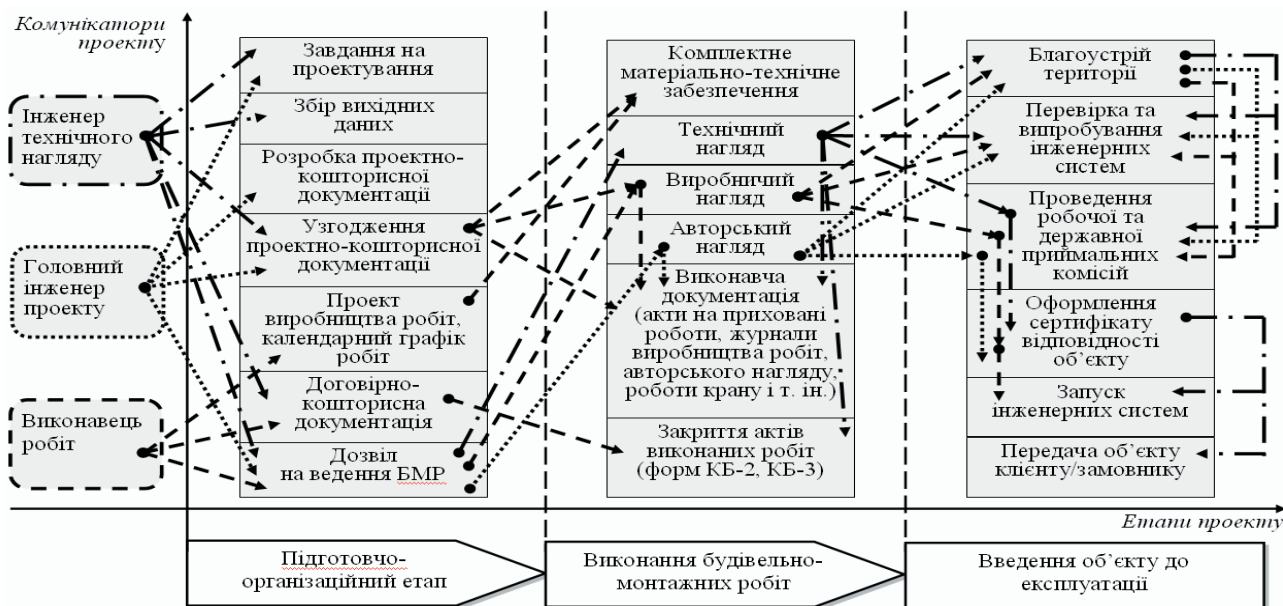 Комунікатори
проекту
Інженер
технічного
нагляду
Головний
інженер
проекту
Виконавець
робіт
Завдання на
проектування
Збір вихідних
даних
Розробка проектно-
кошторисної
документації
Узгодження
проектно-кошторисної
документації
Проект
виробництва робіт,
календарний графік
робіт
Договірно-
кошторисна
документація
Дозвіл
на ведення БМР
Комплектне
матеріально-технічне
забезпечення
Технічний
нагляд
Виробничий
нагляд
Авторський
нагляд
Виконавча
документація
(акти на приховані
роботи, журнали
виробництва робіт,
авторського нагляду,
роботи крану і т. ін.)
Закриття актів
виконаних робіт
(форм КБ-2, КБ-3)
Благоустрій
території
Перевірка та
випробування
інженерних
систем
Проведення
робочої та
державної
приймальних
комісій
Оформлення
сертифікату
відповідності
об’єкту
Запуск
інженерних систем
Передача об’єкту
клієнту/замовнику
Етапи проекту
Підготовчо-
організаційний етап
Виконання будівельно-
монтажних робіт
Введення об’єкту до
експлуатації